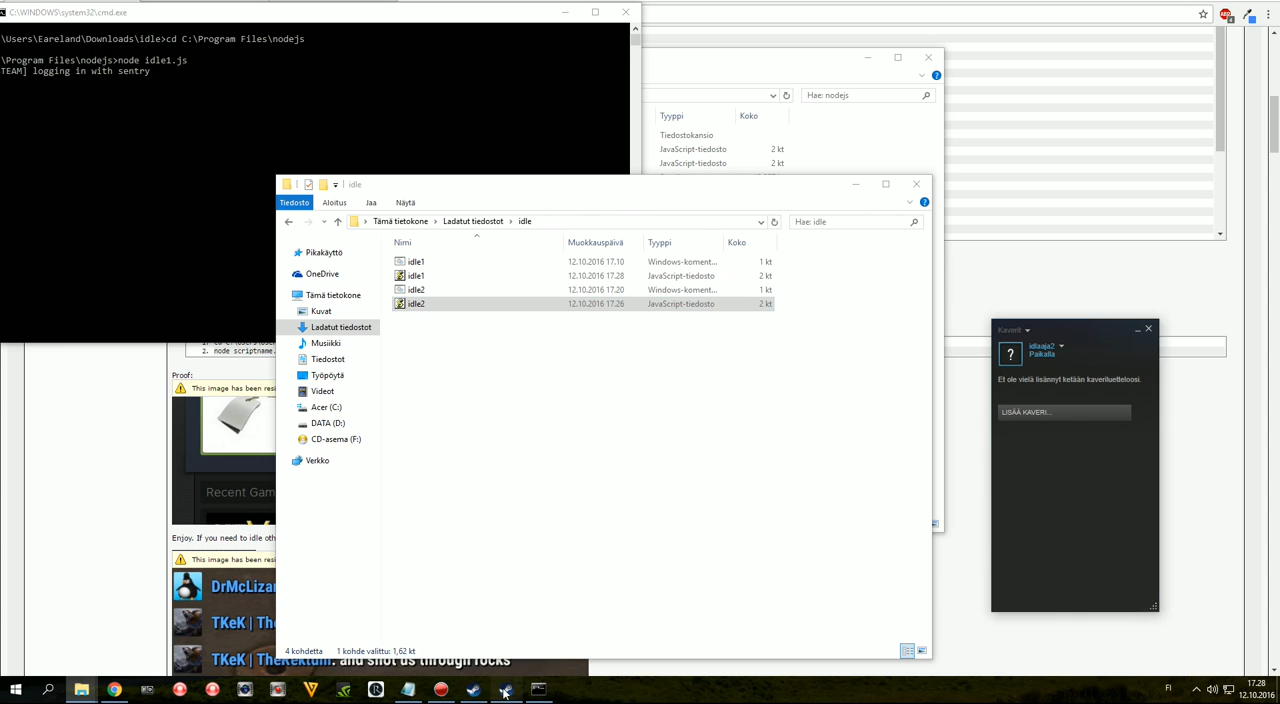 C:\WINDOWS\system32\cmd.exe
\Users\Eareland\Downloads\idle>cd C:\Program Files\nodejs
\Program Files\nodejs>node idle1.js
TEAM] logging in with sentry
Hae: nodejs
Tyyppi Koko
Tiedostokansio
JavaScript-tiedosto 2 kt
JavaScript-tiedosto 2 kt
idle
Tiedosto Aloitus Jaa Näytä
Tämä tietokone Ladatut tiedostot idle
Hae: idle
Nimi Muokkauspäivä Tyyppi Koko
idle1 12.10.2016 17.10 Windows-koment... 1 kt
idle1 12.10.2016 17.28 JavaScript-tiedosto 2 kt
idle2 12.10.2016 17.20 Windows-koment... 1 kt
idle2 12.10.2016 17.26 JavaScript-tiedosto 2 kt
Pikakäyttö
OneDrive
Tämä tietokone
Kuvat
Ladatut tiedostot
Musiikki
Tiedostot
Työpöytä
Videot
Acer (C:)
DATA (D:)
CD-asema (F:)
Verkko
4 kohdetta 1 kohde valittu: 1,62 kt
2. node scriptname.
Proof:
This image has been resi
Recent Gam
Enjoy. If you need to idle oth
This image has been resi
DrMcLizar
TKeK | The
TKeK | TheRektum: and shot us through rocks
Kaverit
idlaaja2
Paikalla
Et ole vielä lisännyt ketään kaveriluetteloosi.
LISÄÄ KAVERI...
FI
17.28
12.10.2016